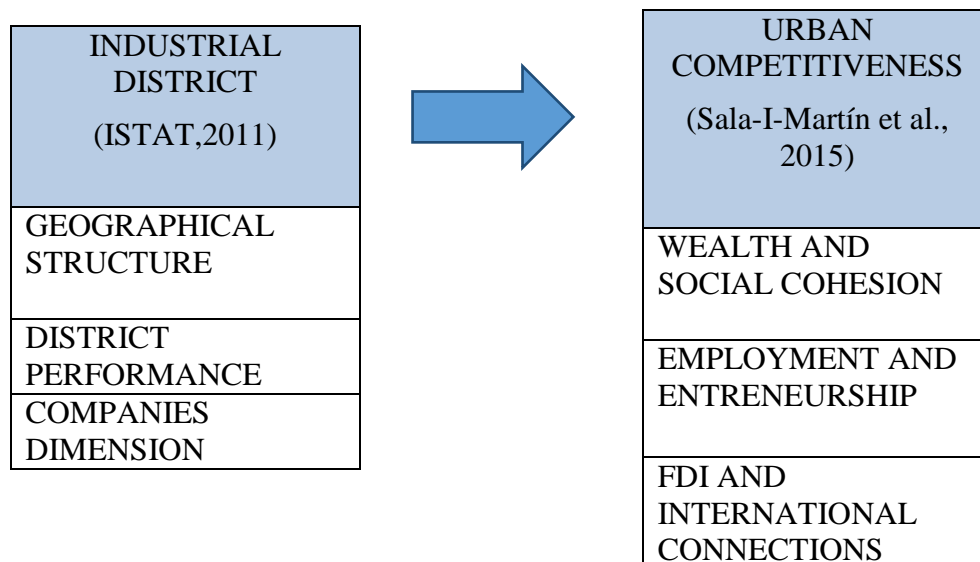 INDUSTRIAL
DISTRICT
(ISTAT,2011)
GEOGRAPHICAL
STRUCTURE
DISTRICT
PERFORMANCE
COMPANIES
DIMENSION
URBAN
COMPETITIVENESS
(Sala-I-Martín et al.,
2015)
WEALTH AND
SOCIAL COHESION
EMPLOYMENT AND
ENTRENEURSHIP
FDI AND
INTERNATIONAL
CONNECTIONS